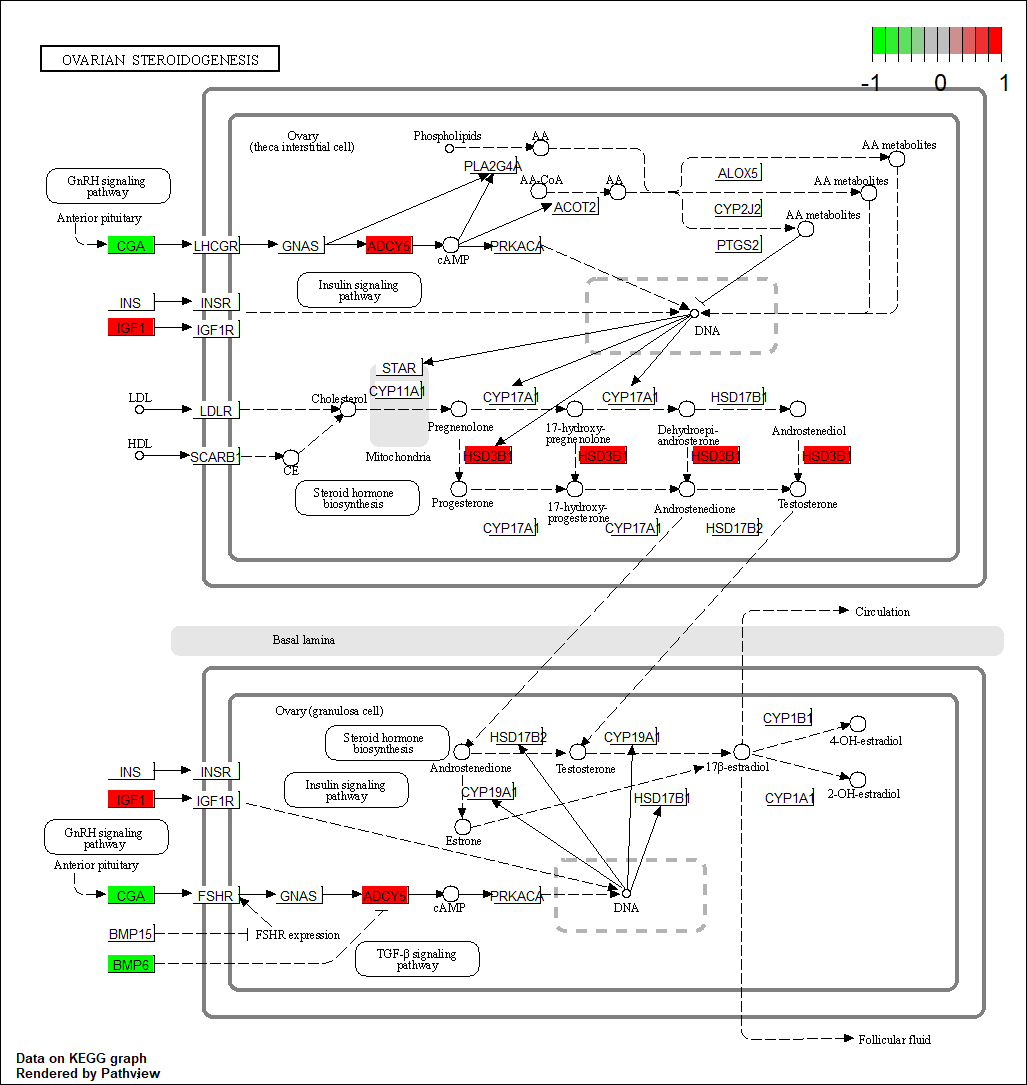 OVARIAN STEROIDOGENESIS
-1 0 1
Ovary
(theca interstitial cell)
Phospholipids
AA
AA metabolites
PLA2G4A
ALOX5
GnRH signaling
pathway
AA-CoA
AA
AA metabolites
ACOT2
CYP2J2
AA metabolites
Anterior pituitary
CGA
LHCGR
GNAS
ADCY5
cAMP
PRKACA
PTGS2
Insulin signaling
pathway
INS
INSR
IGF1
IGF1R
DNA
STAR
CYP11A1
LDL
LDLR
Cholesterol
CYP17A1
CYP17A1
HSD17B1
Pregnenolone
17-hydroxy-
pregnenolone
Dehydroepi-
androsterone
Androstenediol
HDL
SCARB1
CE
Mitochondria
HSD3B1
HSD3B1
HSD3B1
HSD3B1
Steroid hormone
biosynthesis
Progesterone
17-hydroxy-
progesterone
Androstenedione
Testosterone
CYP17A1
CYP17A1
HSD17B2
Circulation
Basal lamina
Ovary (granulosa cell)
Steroid hormone
biosynthesis
HSD17B2
CYP19A1
CYP1B1
4-OH-estradiol
Androstenedione
Testosterone
17β-estradiol
INS
INSR
Insulin signaling
pathway
CYP19A1
HSD17B1
CYP1A1
2-OH-estradiol
IGF1
IGF1R
GnRH signaling
pathway
Estrone
Anterior pituitary
CGA
FSHR
GNAS
ADCY5
cAMP
PRKACA
DNA
BMP15
FSHR expression
BMP6
TGF-β signaling
pathway
Follicular fluid
Data on KEGG graph
Rendered by Pathview